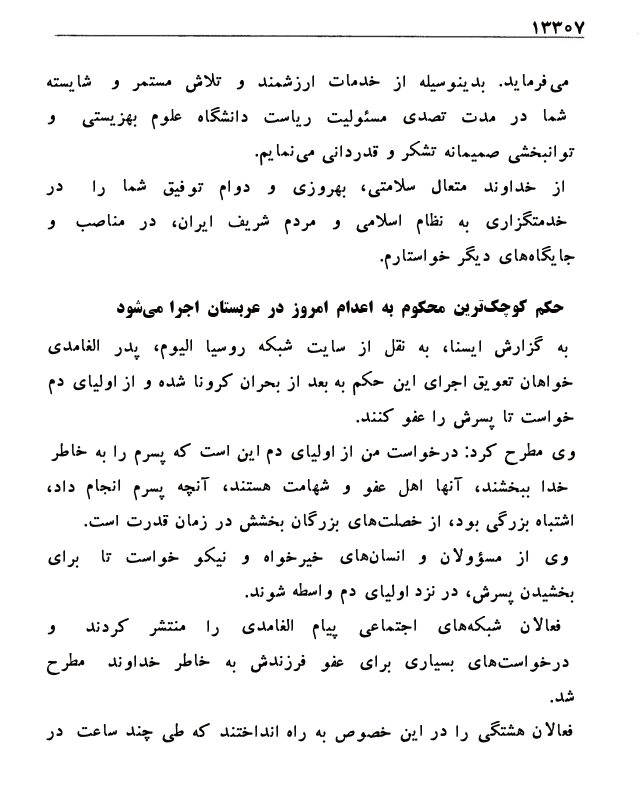 ۱۳۳۰۷
می‌فرماید. بدینوسیله از خدمات ارزشمند و تلاش مستمر و شایسته
شما در مدت تصدی مسئولیت ریاست دانشگاه علوم بهزیستی و
توانبخشی صمیمانه تشکر و قدردانی می‌نمایم.
از خداوند متعال سلامتی، بهروزی و دوام توفیق شما را در
خدمتگزاری به نظام اسلامی و مردم شریف ایران، در مناصب و
جایگاه‌های دیگر خواستارم.
حکم کوچک‌ترین محکوم به اعدام امروز در عربستان اجرا می‌شود
به گزارش ایسنا، به نقل از سایت شبکه روسیا الیوم، پدر الغامدی
خواهان تعویق اجرای این حکم به بعد از بحران کرونا شده و از اولیای دم
خواست تا پسرش را عفو کنند.
وی مطرح کرد: درخواست من از اولیای دم این است که پسرم را به خاطر
خدا ببخشند، آنها اهل عفو و شهامت هستند، آنچه پسرم انجام داد،
اشتباه بزرگی بود، از خصلت‌های بزرگان بخشش در زمان قدرت است.
وی از مسؤولان و انسان‌های خیرخواه و نیکو خواست تا برای
بخشیدن پسرش، در نزد اولیای دم واسطه شوند.
فعالان شبکه‌های اجتماعی پیام الغامدی را منتشر کردند و
درخواست‌های بسیاری برای عفو فرزندش به خاطر خداوند مطرح
شد.
فعالان هشتگی را در این خصوص به راه انداختند که طی چند ساعت در